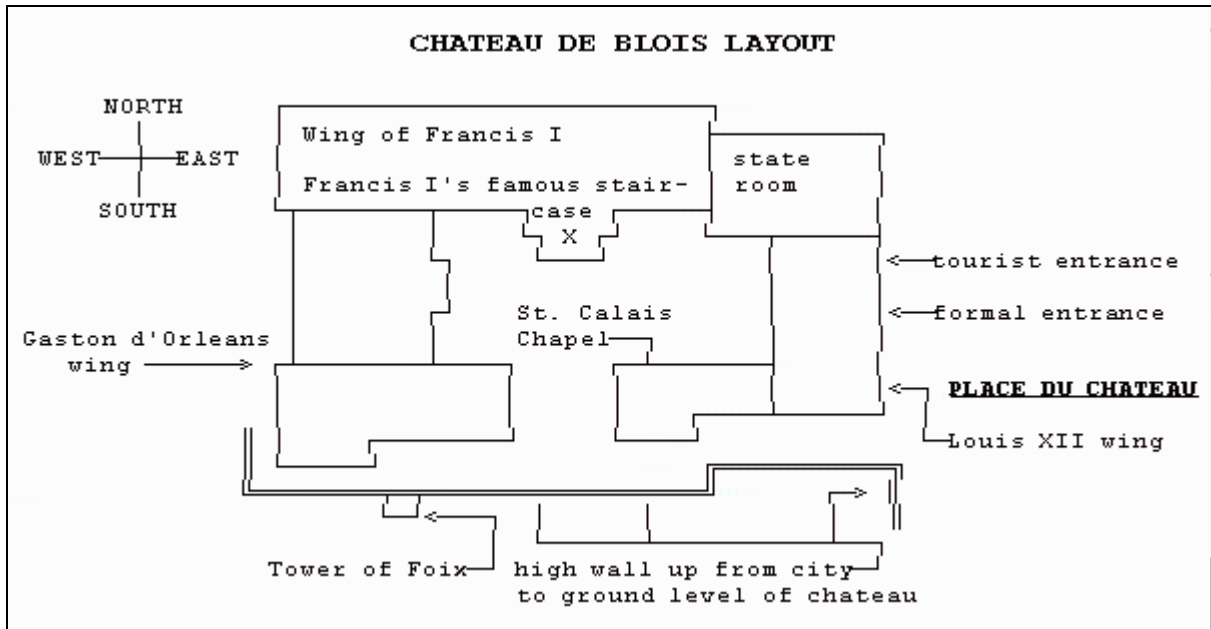 CHATEAU DE BLOIS LAYOUT
NORTH
WEST EAST
SOUTH
Wing of Francis I
Francis I's famous stair-
case
X
state
room
tourist entrance
formal entrance
St. Calais
Chapel
Gaston d'Orleans
wing
PLACE DU CHATEAU
Louis XII wing
Tower of Foix
high wall up from city
to ground level of chateau